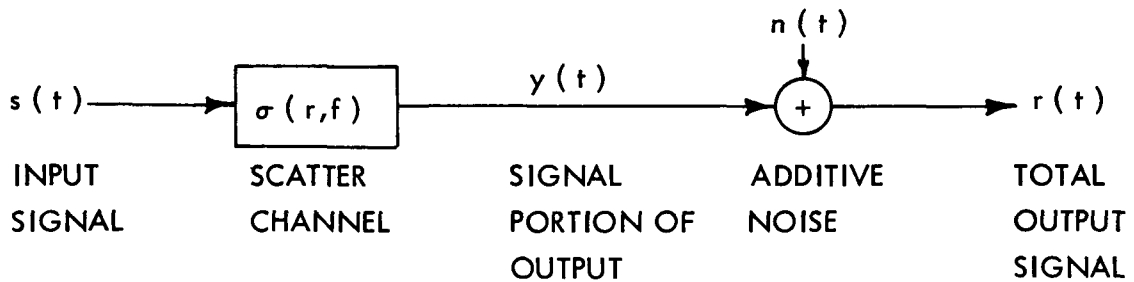 n(t)
s(t) σ(r,f) y(t) + r(t)
INPUT SCATTER SIGNAL ADDITIVE TOTAL
SIGNAL CHANNEL PORTION OF NOISE OUTPUT
OUTPUT SIGNAL